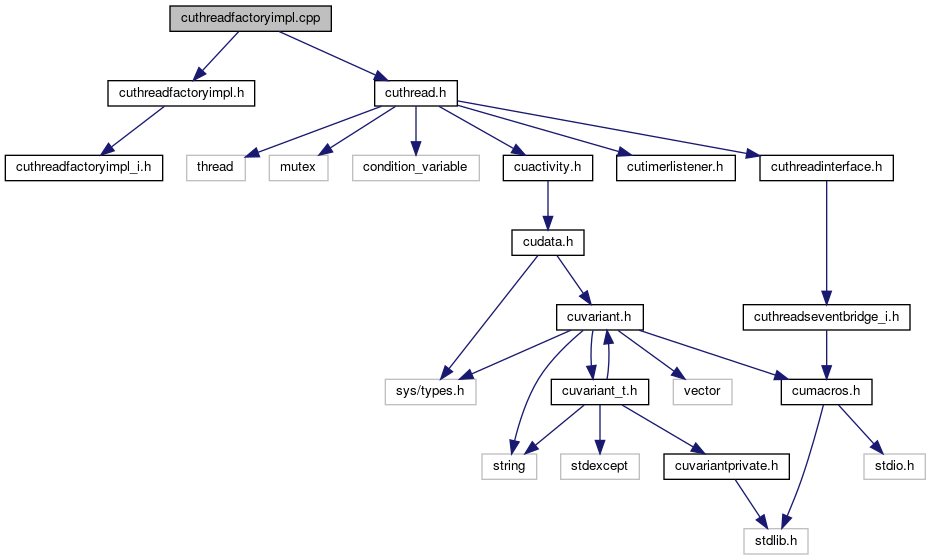 cuthreadfactoryimpl.cpp
cuthreadfactoryimpl.h
cuthread.h
cuthreadfactoryimpl_i.h
thread
mutex
condition_variable
cuactivity.h
cutimerlistener.h
cuthreadinterface.h
cudata.h
cuvariant.h
cuthreadseventbridge_i.h
sys/types.h
cuvariant_t.h
vector
cumacros.h
string
stdexcept
cuvariantprivate.h
stdio.h
stdlib.h